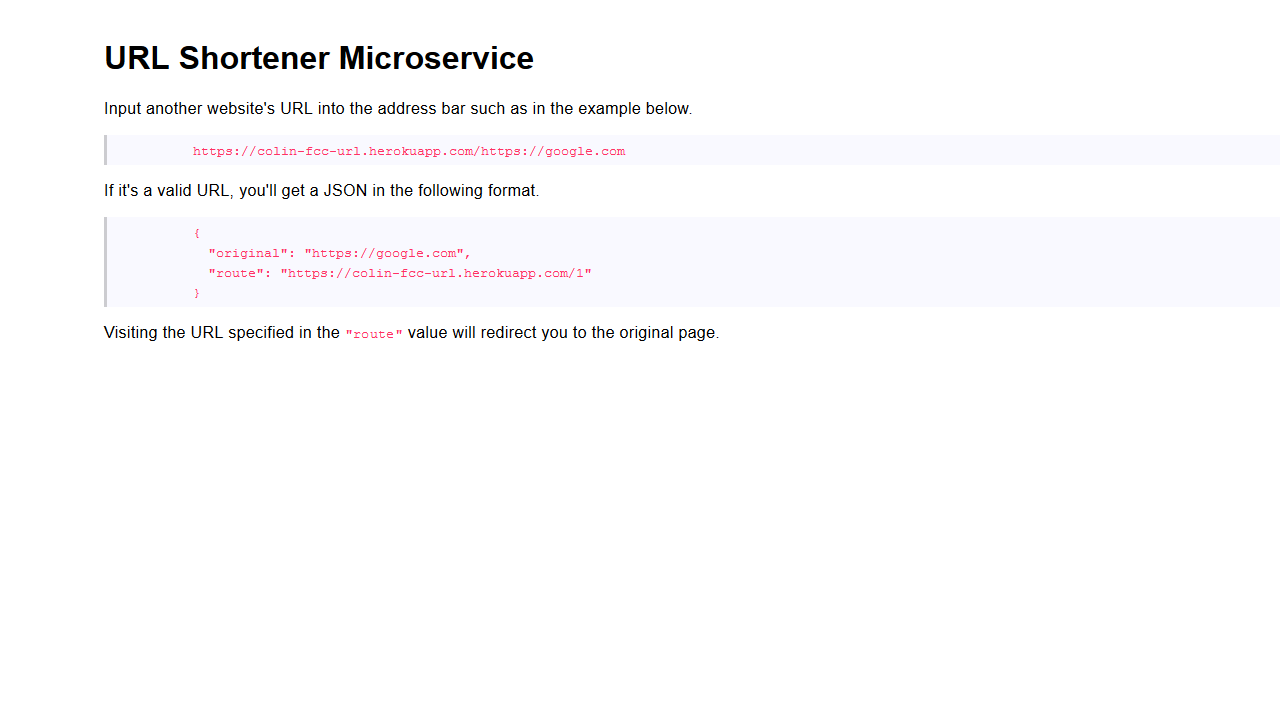 URL Shortener Microservice
Input another website's URL into the address bar such as in the example below.
https://colin-fcc-url.herokuapp.com/https://google.com
If it's a valid URL, you'll get a JSON in the following format.
{
"original": "https://google.com",
"route": "https://colin-fcc-url.herokuapp.com/1"
}
Visiting the URL specified in the "route" value will redirect you to the original page.